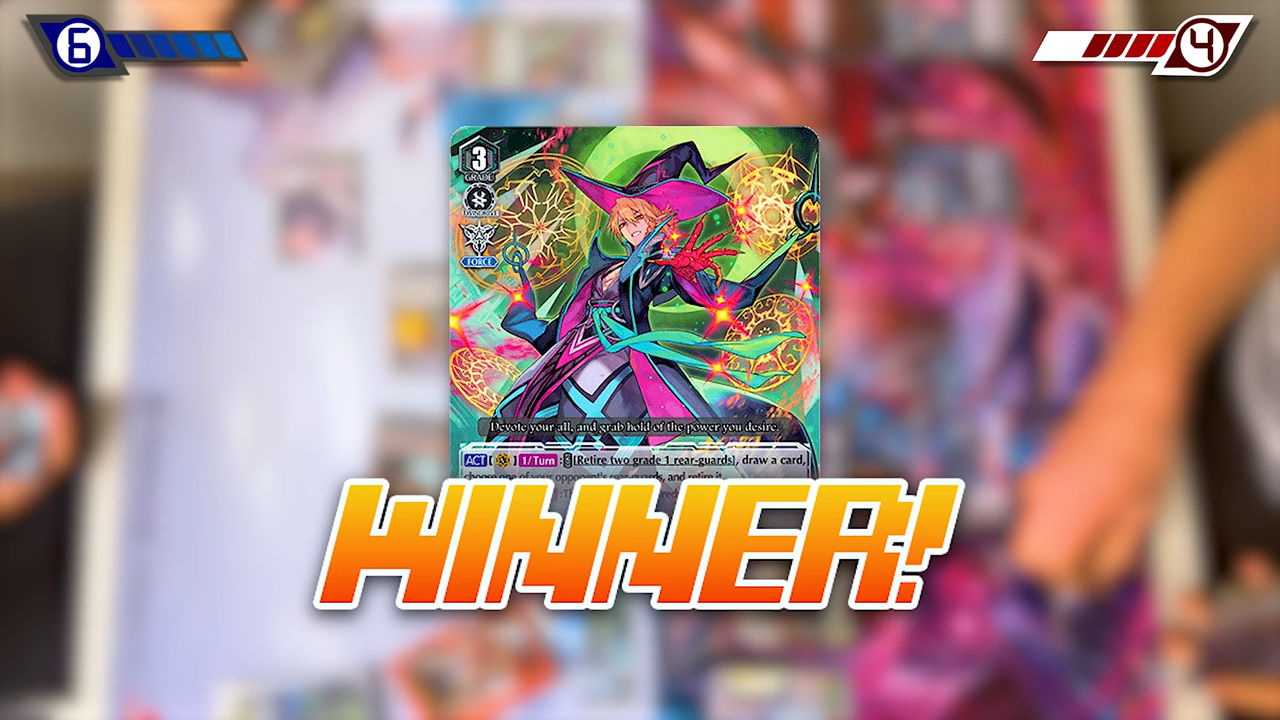 6
4
3
GRADE
TWIN DRIVE
FORCE
Devote your all, and grab hold of the power you desire.
ACT [ ] 1/Turn : [Retire two grade 1 rear-guards], draw a card,
choose one of your opponent's rear-guards, and retire it.
WINNER!